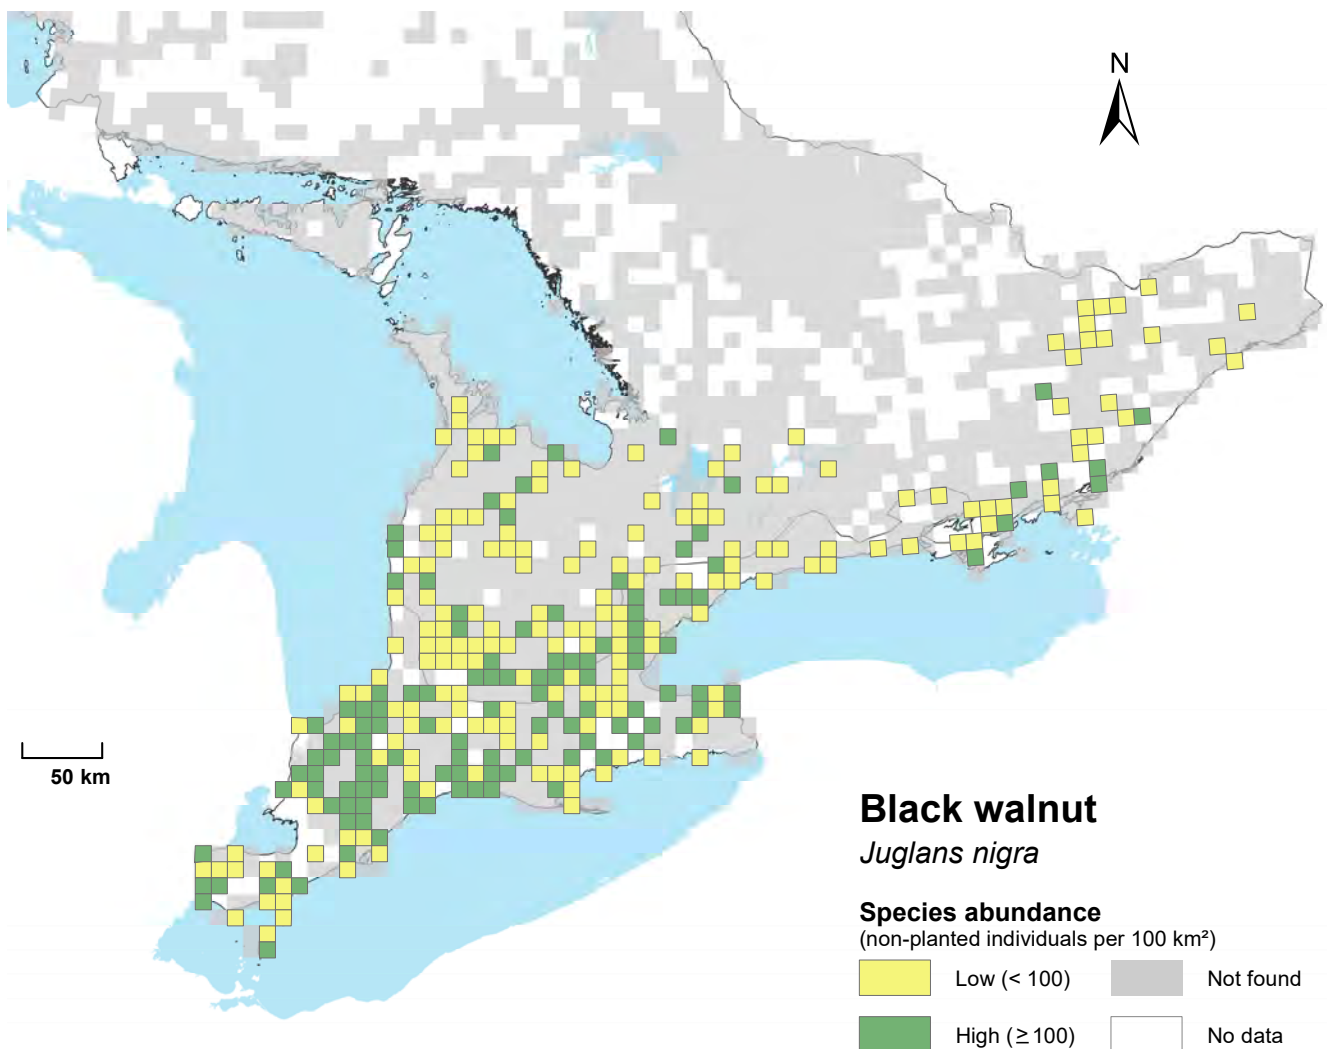 N
50 km
Black walnut
Juglans nigra
Species abundance
(non-planted individuals per 100 km²)
Low (< 100)
Not found
High (≥100)
No data